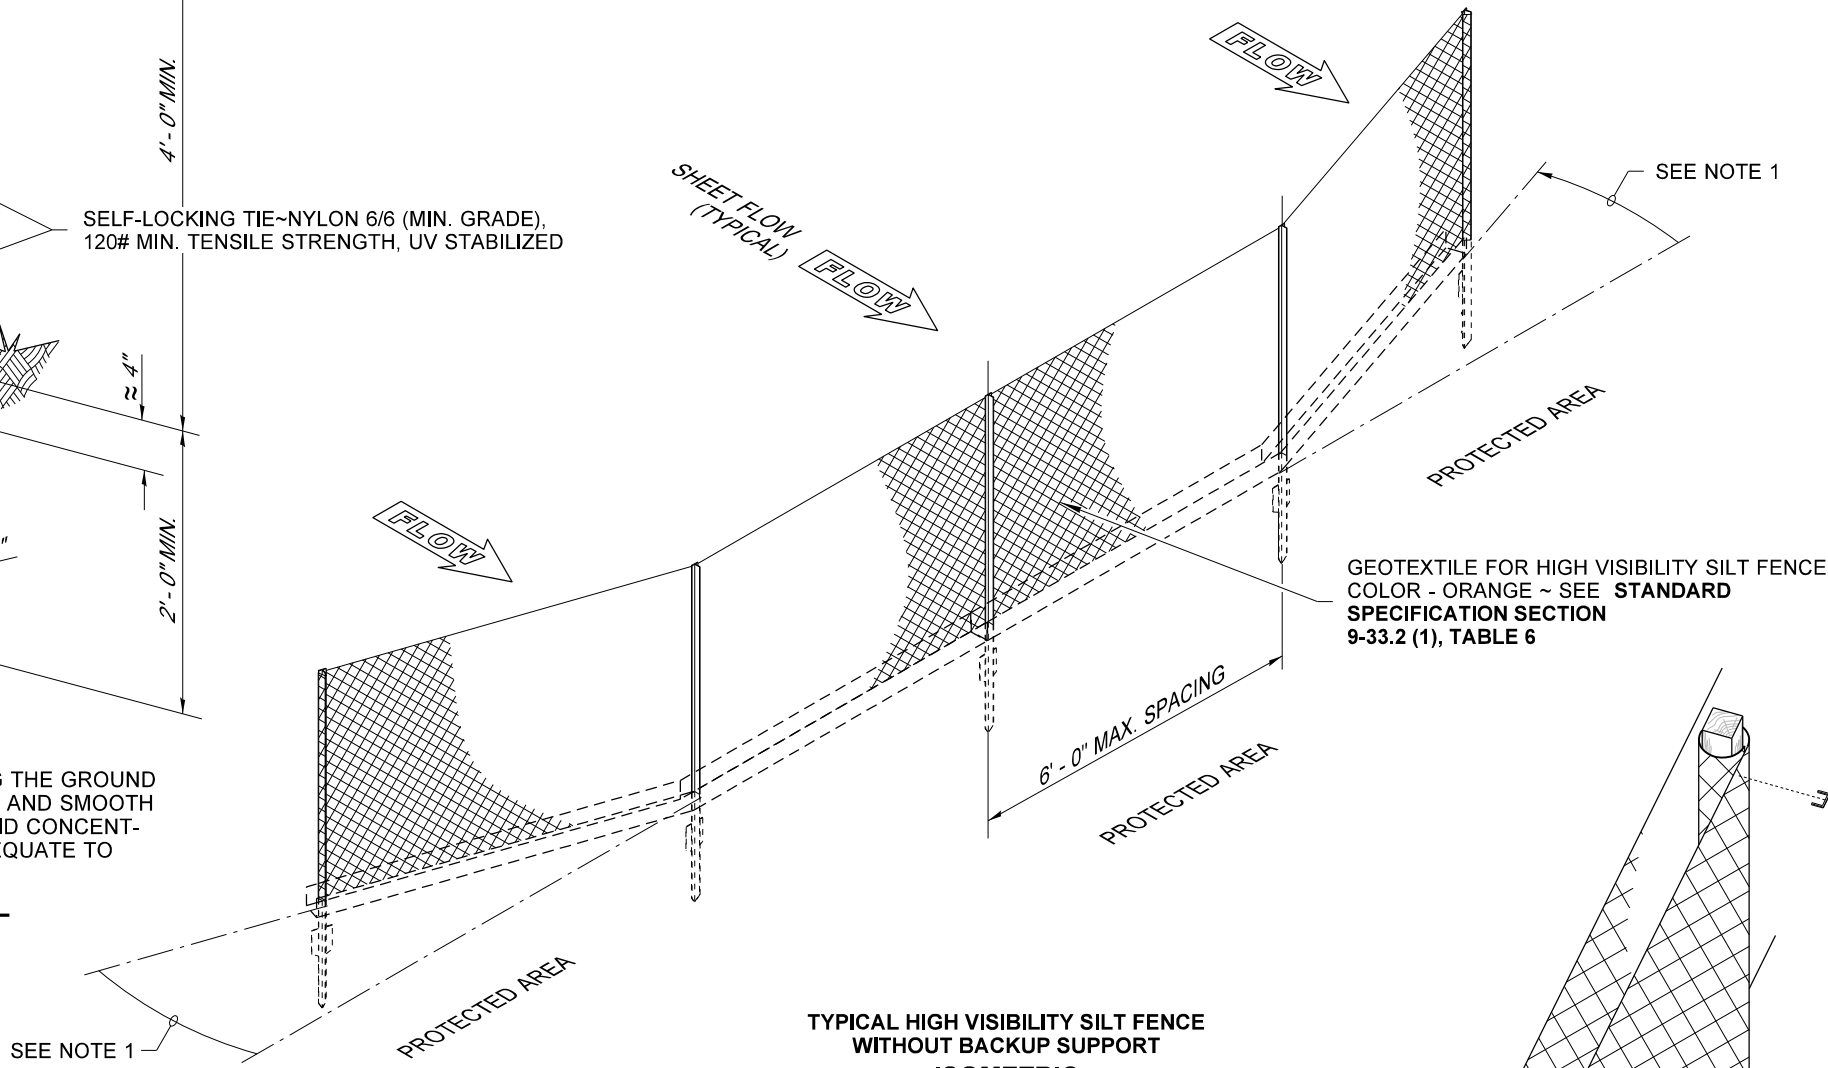 4' - 0" MIN.
SELF-LOCKING TIE~NYLON 6/6 (MIN. GRADE),
120# MIN. TENSILE STRENGTH, UV STABILIZED
≈ 4"
2' - 0" MIN.
"
THE GROUND
AND SMOOTH
CONCENT-
EQUATE TO
FLOW
SHEET FLOW
(TYPICAL)
FLOW
FLOW
SEE NOTE 1
PROTECTED AREA
GEOTEXTILE FOR HIGH VISIBILITY SILT FENCE
COLOR - ORANGE ~ SEE STANDARD
SPECIFICATION SECTION
9-33.2 (1), TABLE 6
6' - 0" MAX. SPACING
PROTECTED AREA
PROTECTED AREA
SEE NOTE 1
TYPICAL HIGH VISIBILITY SILT FENCE
WITHOUT BACKUP SUPPORT